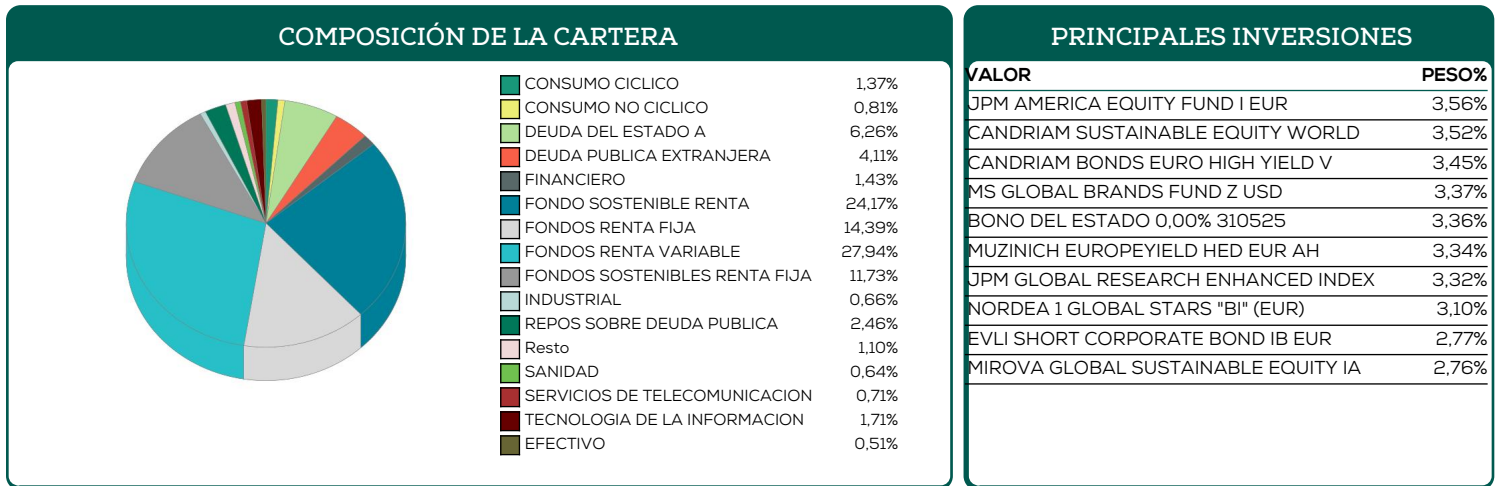 COMPOSICIÓN DE LA CARTERA
CONSUMO CICLICO 1,37%
CONSUMO NO CICLICO 0,81%
DEUDA DEL ESTADO A 6,26%
DEUDA PUBLICA EXTRANJERA 4,11%
FINANCIERO 1,43%
FONDO SOSTENIBLE RENTA 24,17%
FONDOS RENTA FIJA 14,39%
FONDOS RENTA VARIABLE 27,94%
FONDOS SOSTENIBLES RENTA FIJA 11,73%
INDUSTRIAL 0,66%
REPOS SOBRE DEUDA PUBLICA 2,46%
Resto 1,10%
SANIDAD 0,64%
SERVICIOS DE TELECOMUNICACION 0,71%
TECNOLOGIA DE LA INFORMACION 1,71%
EFECTIVO 0,51%
PRINCIPALES INVERSIONES
VALOR PESO%
JPM AMERICA EQUITY FUND I EUR 3,56%
CANDRIAM SUSTAINABLE EQUITY WORLD 3,52%
CANDRIAM BONDS EURO HIGH YIELD V 3,45%
MS GLOBAL BRANDS FUND Z USD 3,37%
BONO DEL ESTADO 0,00% 310525 3,36%
MUZINICH EUROPEYIELD HED EUR AH 3,34%
JPM GLOBAL RESEARCH ENHANCED INDEX 3,32%
NORDEA 1 GLOBAL STARS "BI" (EUR) 3,10%
EVLI SHORT CORPORATE BOND IB EUR 2,77%
MIROVA GLOBAL SUSTAINABLE EQUITY IA 2,76%